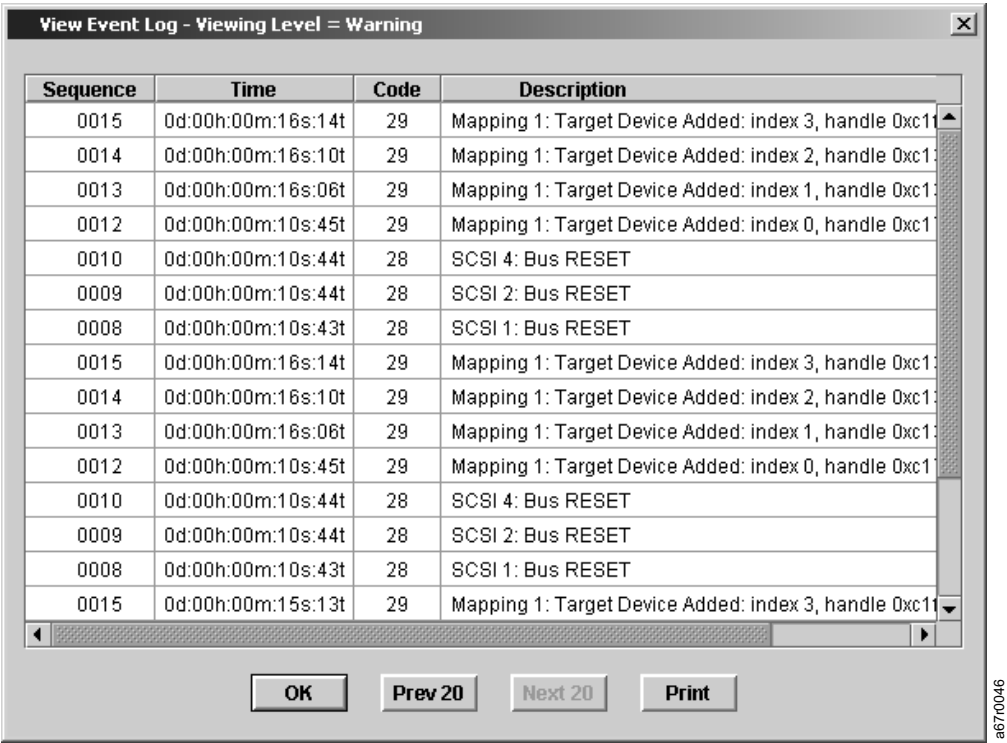 View Event Log - Viewing Level = Warning
Sequence Time Code Description
0015 0d:00h:00m:16s:14t 29 Mapping 1: Target Device Added: index 3, handle
0014 0d:00h:00m:16s:10t 29 Mapping 1: Target Device Added: index 2, handle
0013 0d:00h:00m:16s:06t 29 Mapping 1: Target Device Added: index 1, handle
0012 0d:00h:00m:10s:45t 29 Mapping 1: Target Device Added: index 0, handle
0010 0d:00h:00m:10s:44t 28 SCSI 4: Bus RESET
0009 0d:00h:00m:10s:44t 28 SCSI 2: Bus RESET
0008 0d:00h:00m:10s:43t 28 SCSI 1: Bus RESET
0015 0d:00h:00m:16s:14t 29 Mapping 1: Target Device Added: index 3, handle
0014 0d:00h:00m:16s:10t 29 Mapping 1: Target Device Added: index 2, handle
0013 0d:00h:00m:16s:06t 29 Mapping 1: Target Device Added: index 1, handle
0012 0d:00h:00m:10s:45t 29 Mapping 1: Target Device Added: index 0, handle
0010 0d:00h:00m:10s:44t 28 SCSI 4: Bus RESET
0009 0d:00h:00m:10s:44t 28 SCSI 2: Bus RESET
0008 0d:00h:00m:10s:43t 28 SCSI 1: Bus RESET
0015 0d:00h:00m:15s:13t 29 Mapping 1: Target Device Added: index 3, handle
OK Prev 20 Next 20 Print
a67r0046